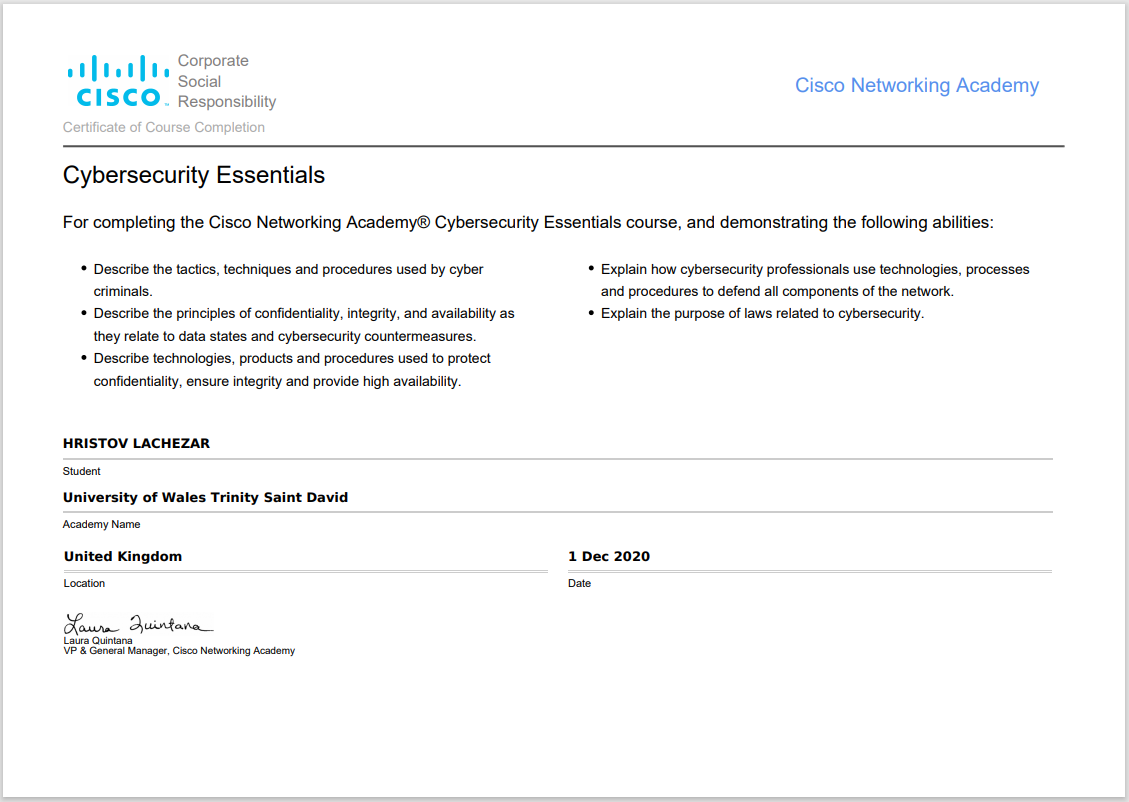 Corporate
Social
CISCO
Responsibility
Cisco Networking Academy
Certificate of Course Completion
Cybersecurity Essentials
For completing the Cisco Networking Academy® Cybersecurity Essentials course, and demonstrating the following abilities:
• Describe the tactics, techniques and procedures used by cyber
criminals.
• Describe the principles of confidentiality, integrity, and availability as
they relate to data states and cybersecurity countermeasures.
• Describe technologies, products and procedures used to protect
confidentiality, ensure integrity and provide high availability.
• Explain how cybersecurity professionals use technologies, processes
and procedures to defend all components of the network.
• Explain the purpose of laws related to cybersecurity.
HRISTOV LACHEZAR
Student
University of Wales Trinity Saint David
Academy Name
United Kingdom
Location
1 Dec 2020
Date
Laura Quintana
Laura Quintana
VP & General Manager, Cisco Networking Academy